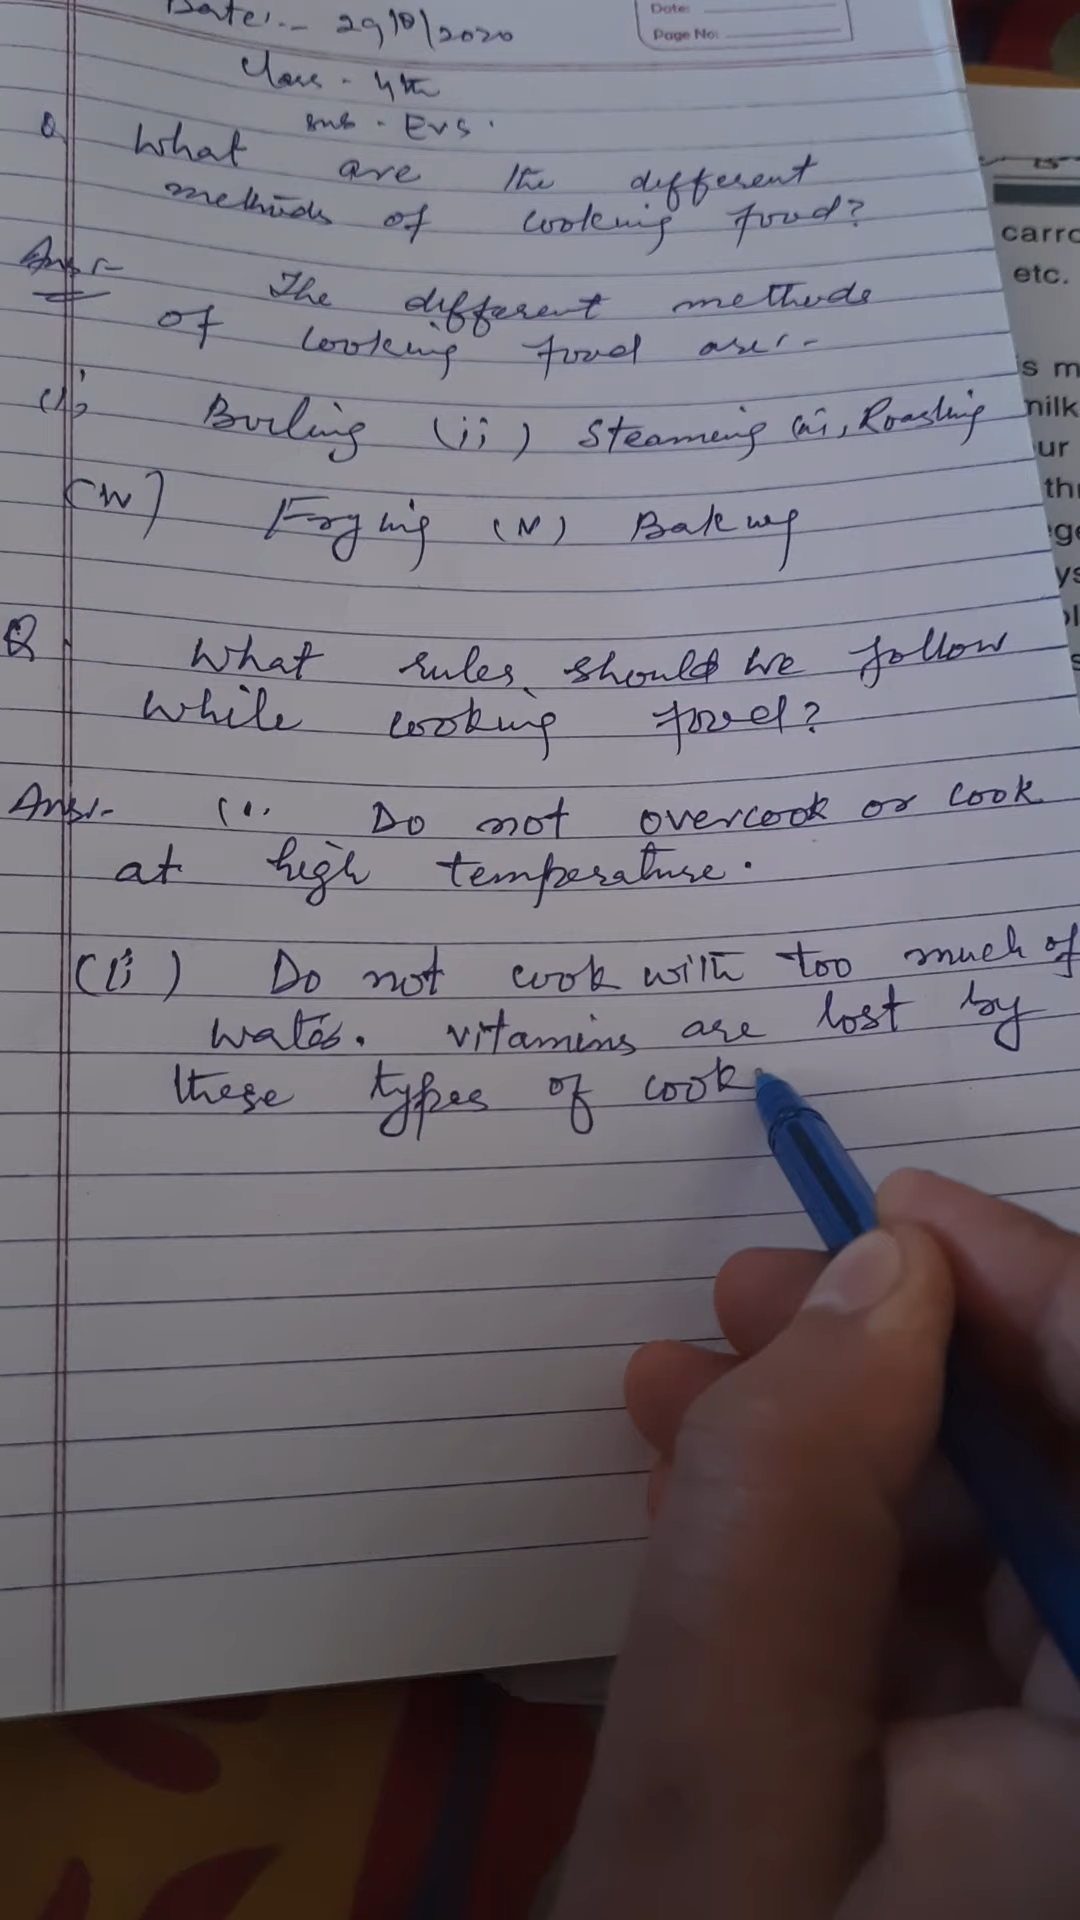 Date:- 29/8/2020
Date:
Page No:
Class - 4th
Sub - Evs.
Q What are the different
methods of cooking food?
Ans:- The different methods
of cooking food are:-
(i) Boiling (ii) Steaming (iii) Roasting
(iv) Frying (v) Baking
Q What rules should we follow
while cooking food?
Ans:- (i. Do not overcook or cook
at high temperature.
(ii) Do not cook with too much of
water. vitamins are lost by
these types of cook
carro
etc.
s m
milk
ur
thr
ge
ys